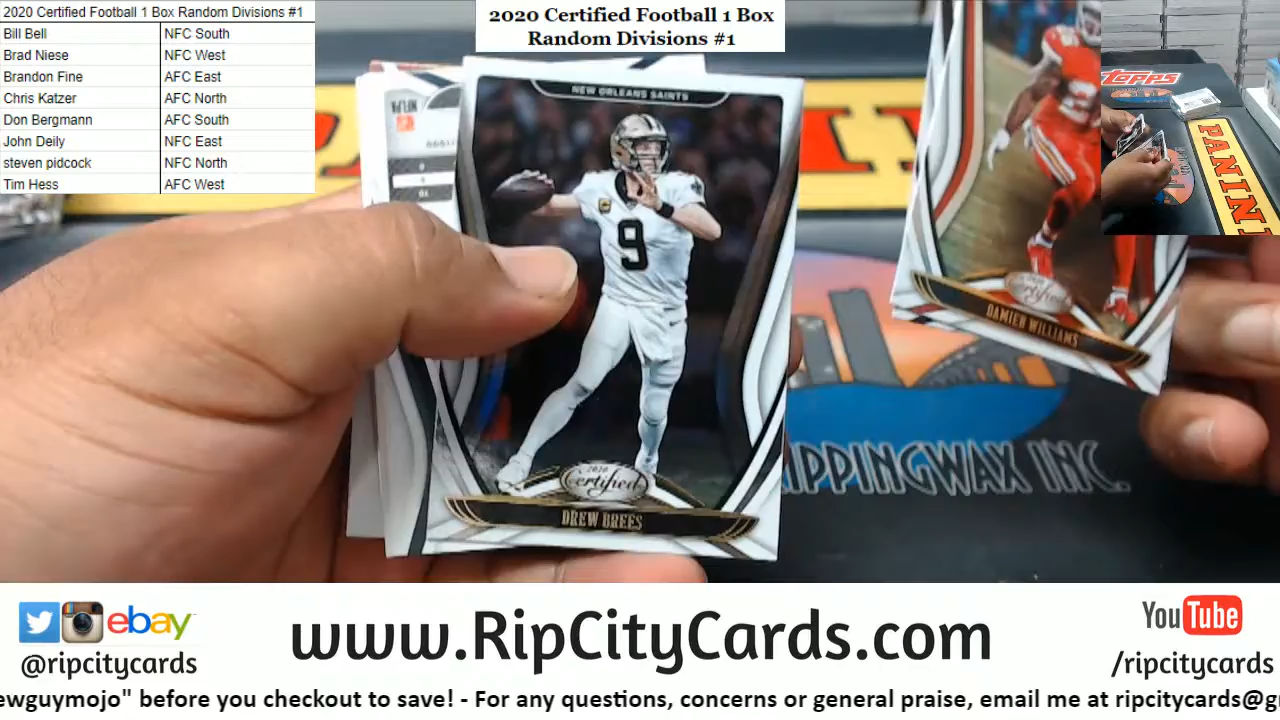 2020 Certified Football 1 Box Random Divisions #1
Bill Bell NFC South
Brad Niese NFC West
Brandon Fine AFC East
Chris Katzer AFC North
Don Bergmann AFC South
John Deily NFC East
steven pidcock NFC North
Tim Hess AFC West
2020 Certified Football 1 Box
Random Divisions #1
NEW ORLEANS SAINTS
9
2020
Certified
DREW BREES
Certified
DAMIEN WILLIAMS
TOPPS
PANINI
RIPPINGWAX INC.
ebay
@ripcitycards
www.RipCityCards.com
YouTube
/ripcitycards
ewguymojo" before you checkout to save! - For any questions, concerns or general praise, email me at ripcitycards@g